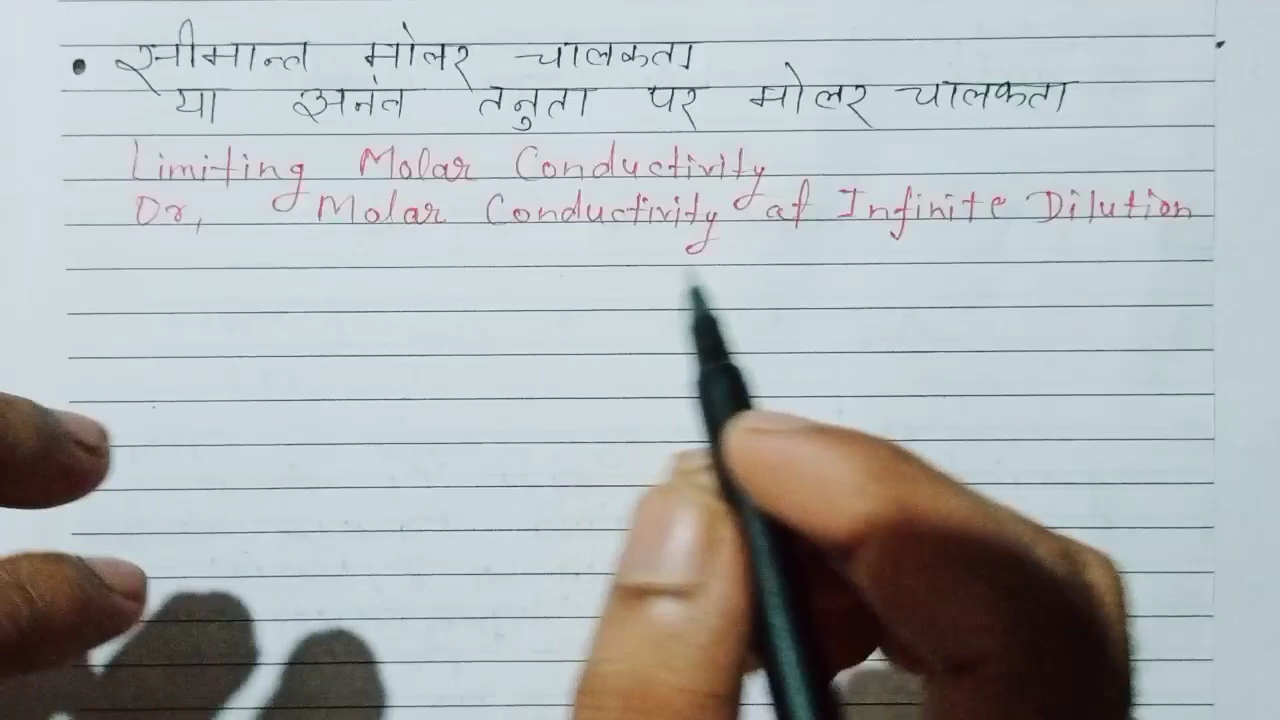 • सीमान्त मोलर चालकता
या अनंत तनुता पर मोलर चालकता
Limiting Molar Conductivity
Or, Molar Conductivity at Infinite Dilution